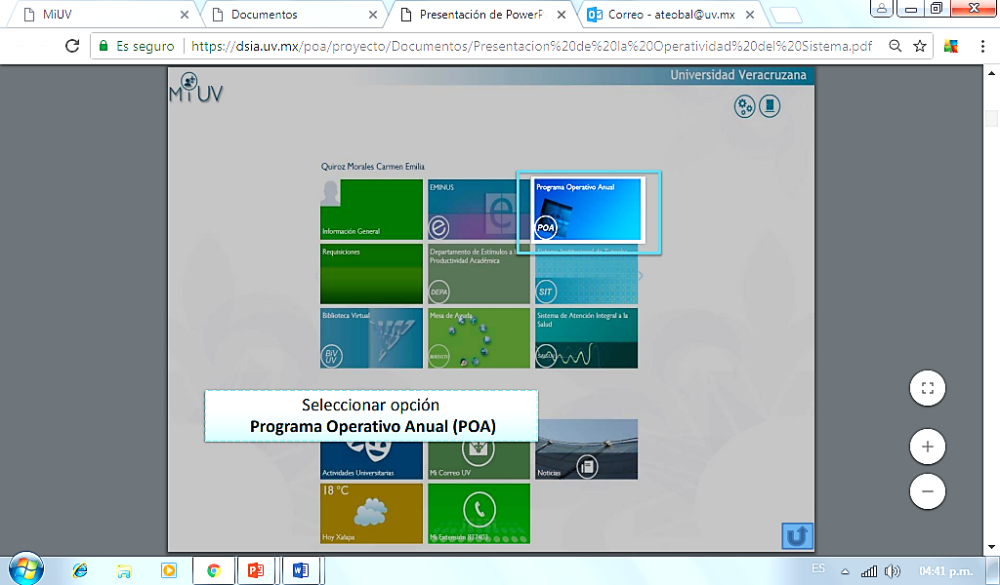 MiUV
Documentos
Presentación de PowerP
Correo - ateobal@uv.mx
Es seguro
https://dsia.uv.mx/poa/proyecto/Documentos/Presentacion%20de%20la%20Operatividad%20del%20Sistema.pdf
MiUV
Universidad Veracruzana
Quiroz Morales Carmen Emilia
Información General
EMINUS
e
Programa Operativo Anual
POA
Requisiciones
Departamento de Estímulos a la
Productividad Académica
DEPA
Sistema Institucional de Tutorías
SIT
Biblioteca Virtual
BiV
UV
Mesa de Ayuda
Sistema de Atención Integral a la
Salud
Seleccionar opción
Programa Operativo Anual (POA)
Actividades Universitarias
Mi Correo UV
Noticias
18 °C
Hoy Xalapa
Mi Extensión 837403
ES
04:41 p.m.